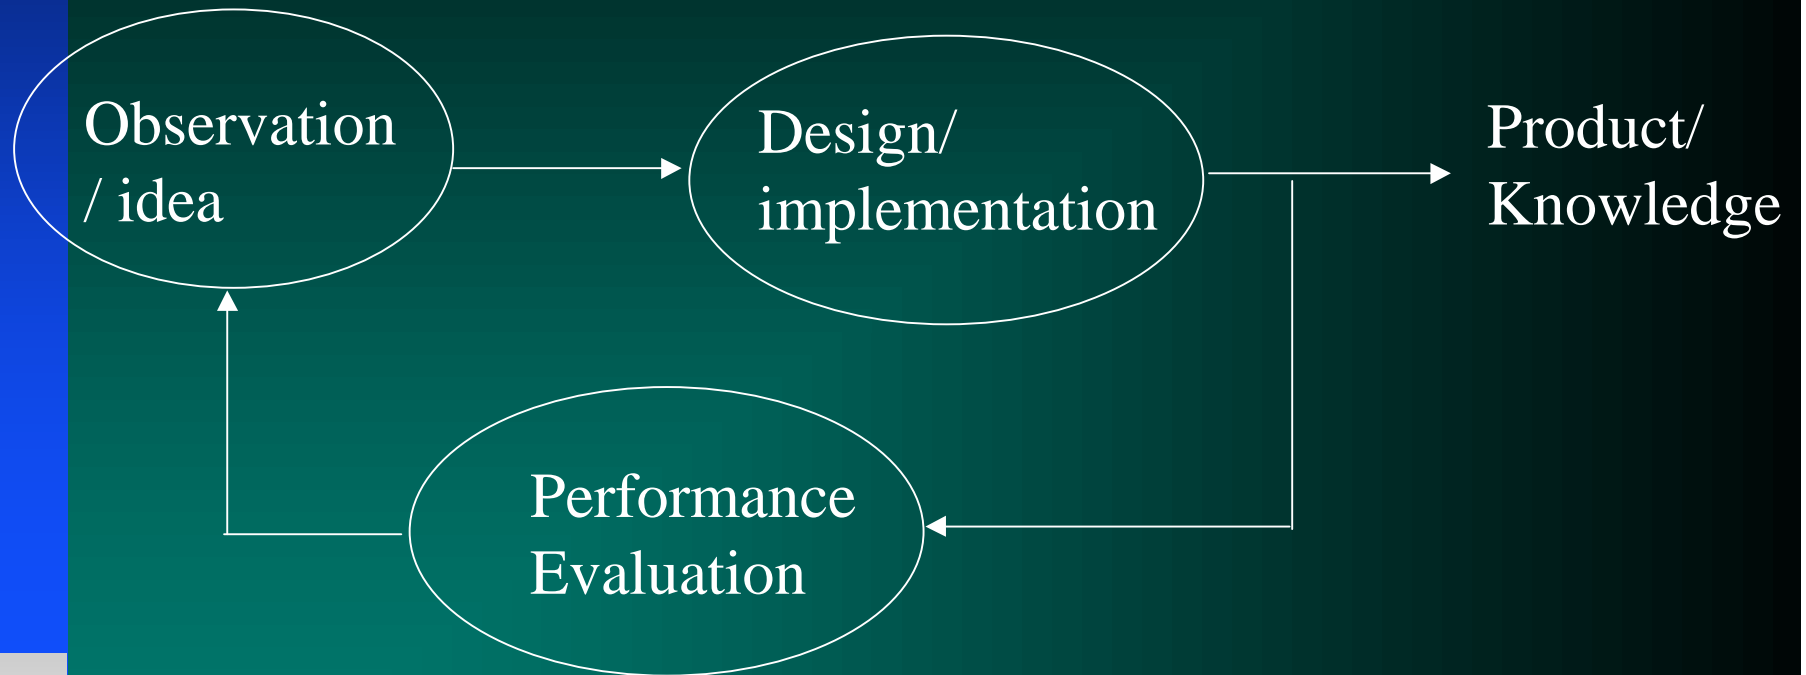 Observation
/ idea
Design/
implementation
Product/
Knowledge
Performance
Evaluation